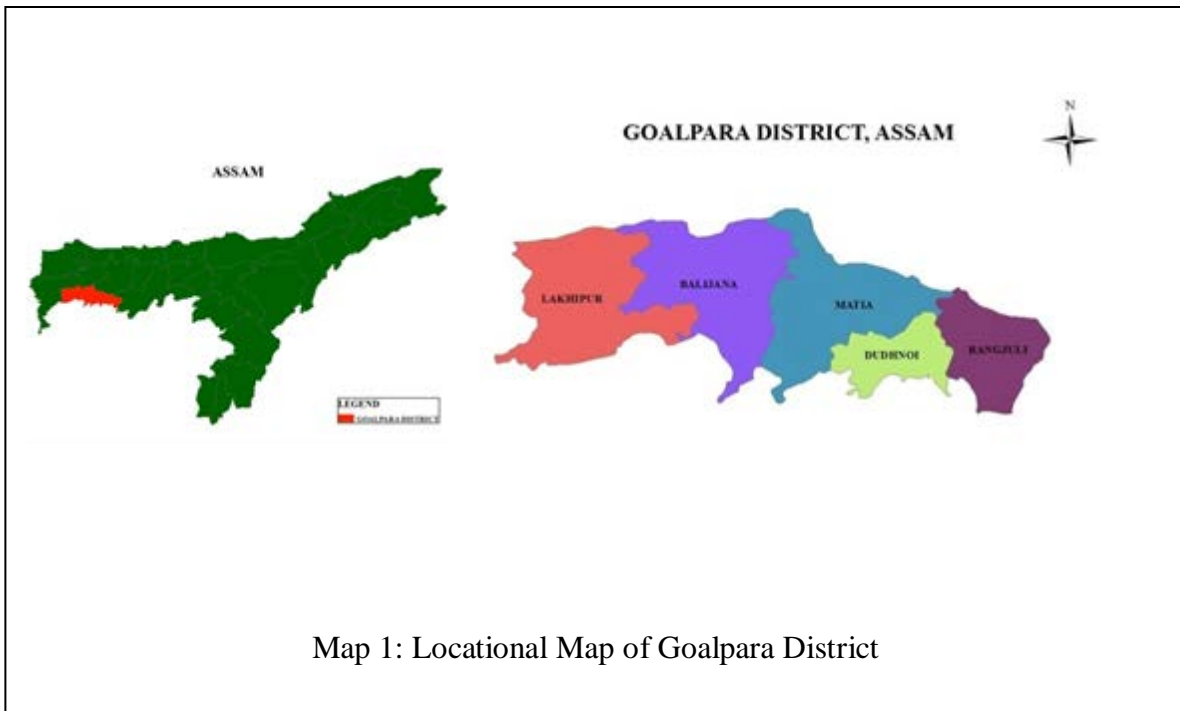 GOALPARA DISTRICT, ASSAM
N
ASSAM
LAKHIPUR
BALIJANA
MATIA
DUDHNOI
RANGJULI
LEGEND
GOALPARA DISTRICT
Map 1: Locational Map of Goalpara District